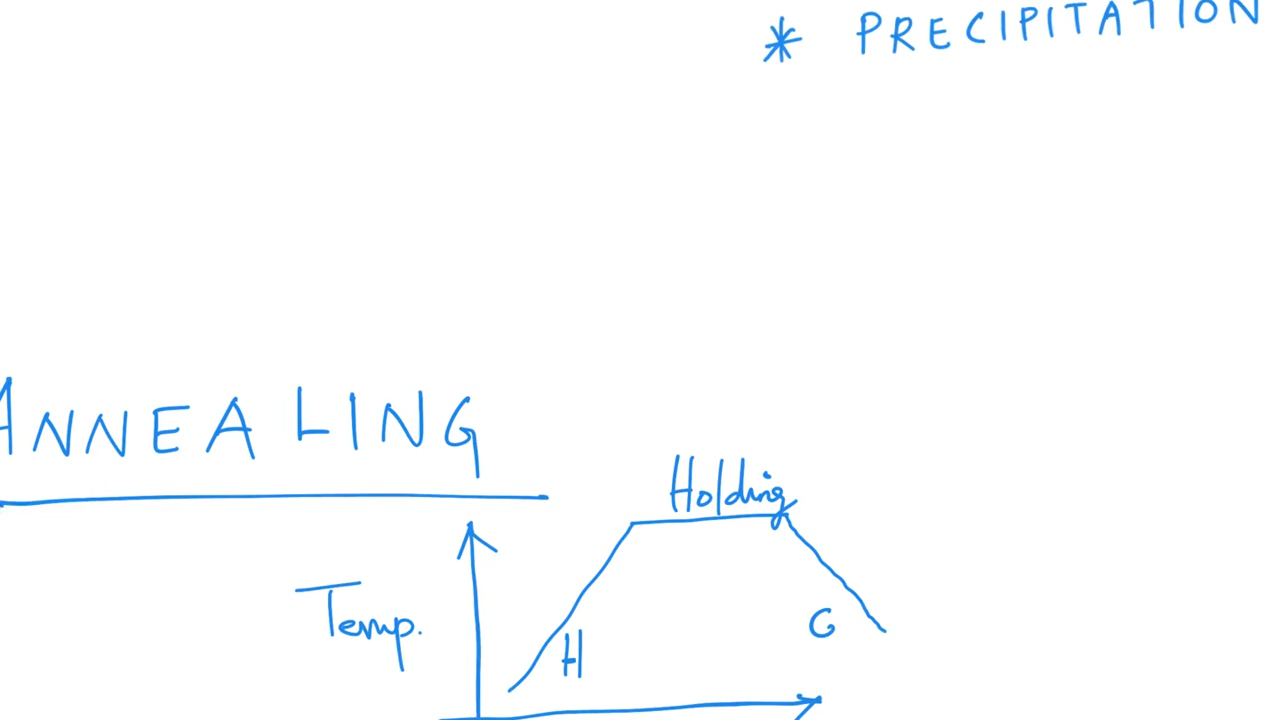 * PRECIPITATION
ANNEALING
Holding
Temp.
H
C